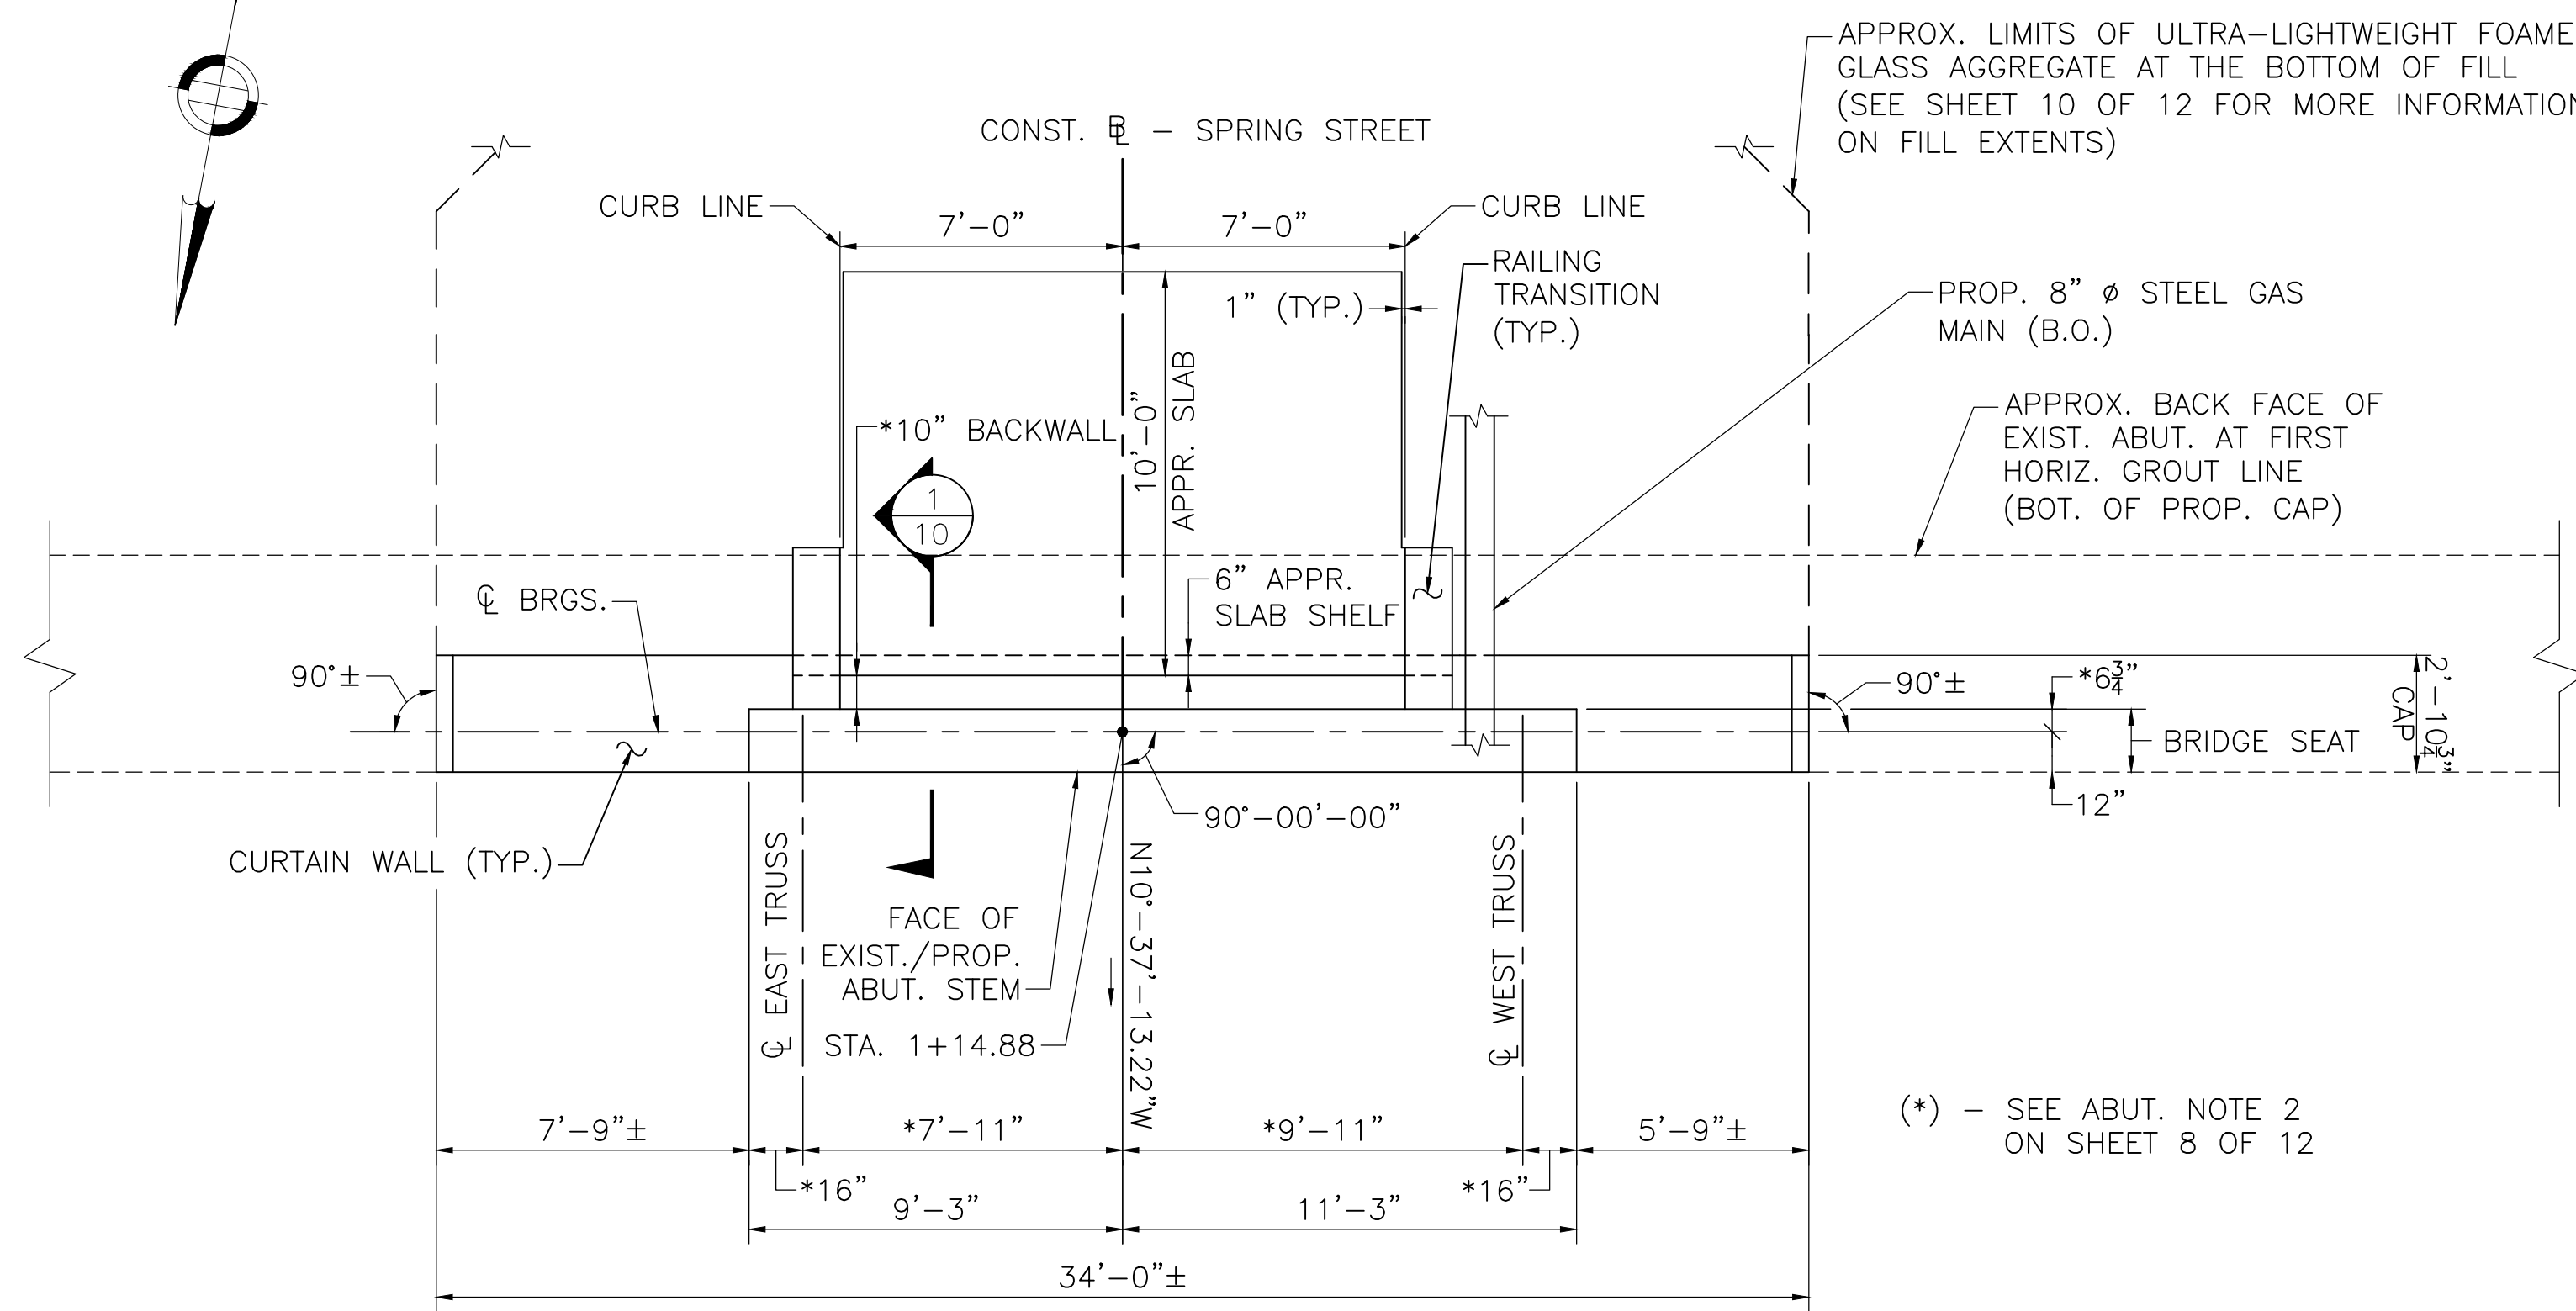 APPROX. LIMITS OF ULTRA-LIGHTWEIGHT FOAME
GLASS AGGREGATE AT THE BOTTOM OF FILL
(SEE SHEET 10 OF 12 FOR MORE INFORMATION
ON FILL EXTENTS)
CONST. ⅊ - SPRING STREET
CURB LINE
7'-0"
7'-0"
CURB LINE
RAILING
TRANSITION
(TYP.)
1" (TYP.)
PROP. 8" ø STEEL GAS
MAIN (B.O.)
10'-0"
APPR. SLAB
*10" BACKWALL
APPROX. BACK FACE OF
EXIST. ABUT. AT FIRST
HORIZ. GROUT LINE
(BOT. OF PROP. CAP)
1
10
6" APPR.
SLAB SHELF
℄ BRGS.
90°±
90°±
*6¾"
2'-10¾"
CAP
BRIDGE SEAT
12"
90°-00'-00"
CURTAIN WALL (TYP.)
℄ EAST TRUSS
FACE OF
EXIST./PROP.
ABUT. STEM
STA. 1+14.88
N10°-37'-13.22"W
℄ WEST TRUSS
(*) - SEE ABUT. NOTE 2
ON SHEET 8 OF 12
7'-9"±
*7'-11"
*9'-11"
5'-9"±
*16"
*16"
9'-3"
11'-3"
34'-0"±